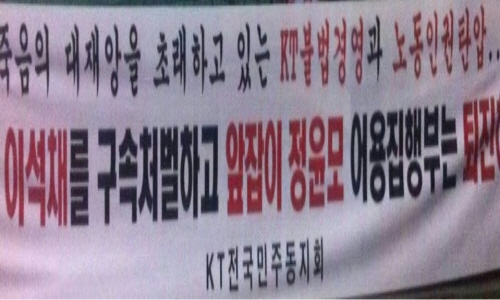 죽음의 대재앙을 초래하고 있는 KT불법경영과 노동인권탄압..
이석채를 구속처벌하고 앞잡이 정윤모 어용집행부는 퇴진
KT전국민주동지회